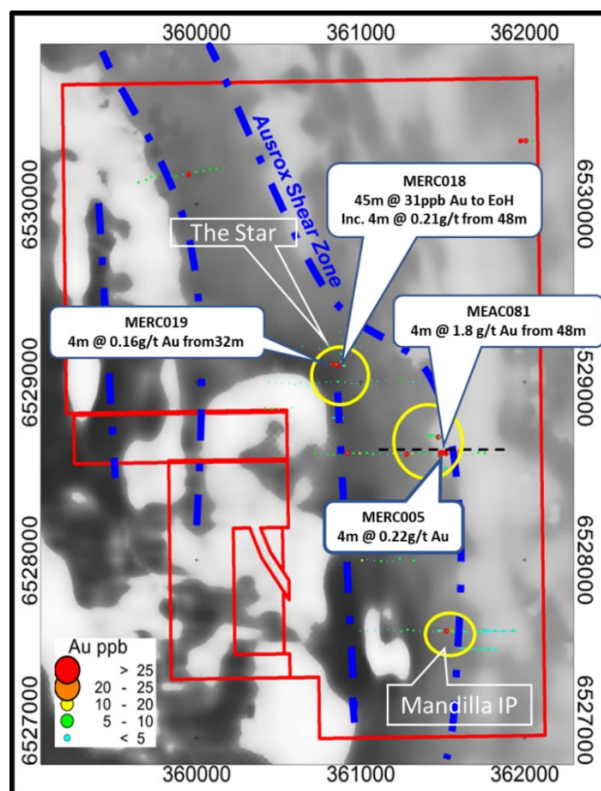 360000 361000 362000
6530000
6530000
Ausrox Shear Zone
MERC018
45m @ 31ppb Au to EoH
Inc. 4m @ 0.21g/t from 48m
The Star
MERC019
4m @ 0.16g/t Au from32m
MEAC081
4m @ 1.8 g/t Au from 48m
6529000
6529000
MERC005
4m @ 0.22g/t Au
6528000
6528000
Au ppb
> 25
20 - 25
10 - 20
5 - 10
< 5
Mandilla IP
6527000
6527000
360000 361000 362000